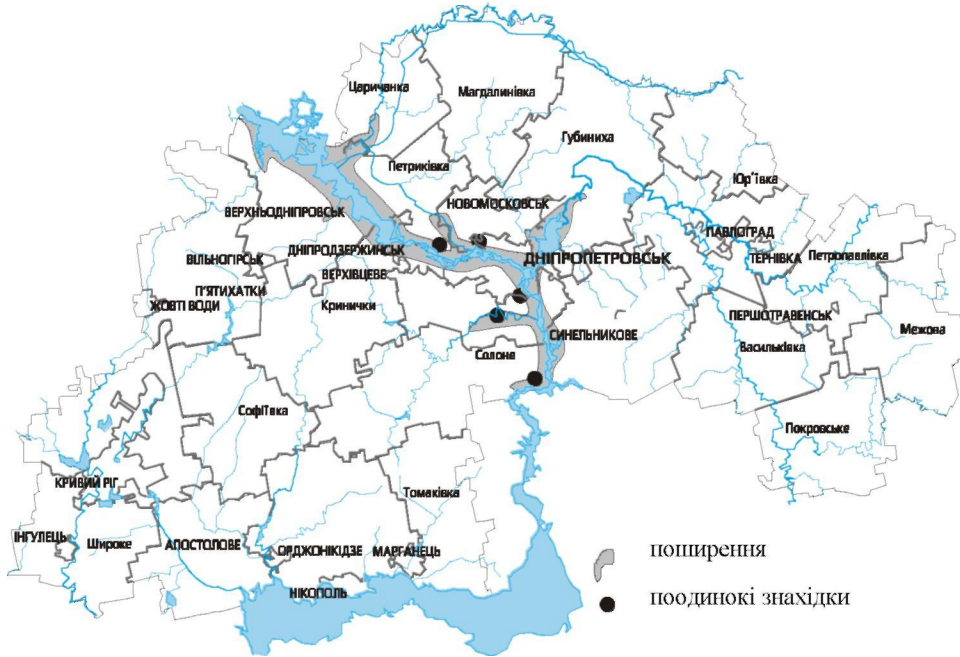 Царичанка
Магдалинівка
Губиниха
Петриківка
Юр'ївка
НОВОМОСКОВСЬК
ВЕРХНЬОДНІПРОВСЬК
ПАВЛОГРАД
ДНІПРОДЗЕРЖИНСЬК
ДНІПРОПЕТРОВСЬК
ТЕРНІВКА
Петропавлівка
ВІЛЬНОГІРСЬК
ВЕРХІВЦЕВЕ
П'ЯТИХАТКИ
ЖОВТІ ВОДИ
Кринички
ПЕРШОТРАВЕНСЬК
СИНЕЛЬНИКОВЕ
Межова
Васильківка
Солоне
Софіївка
Покровське
КРИВИЙ РІГ
Томаківка
ІНГУЛЕЦЬ
Широке
АПОСТОЛОВЕ
ОРДЖОНІКІДЗЕ
МАРГАНЕЦЬ
НІКОПОЛЬ
поширення
поодинокі знахідки